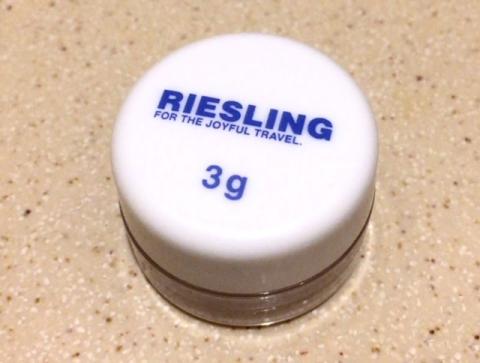 RIESLING
FOR THE JOYFUL TRAVEL.
3g